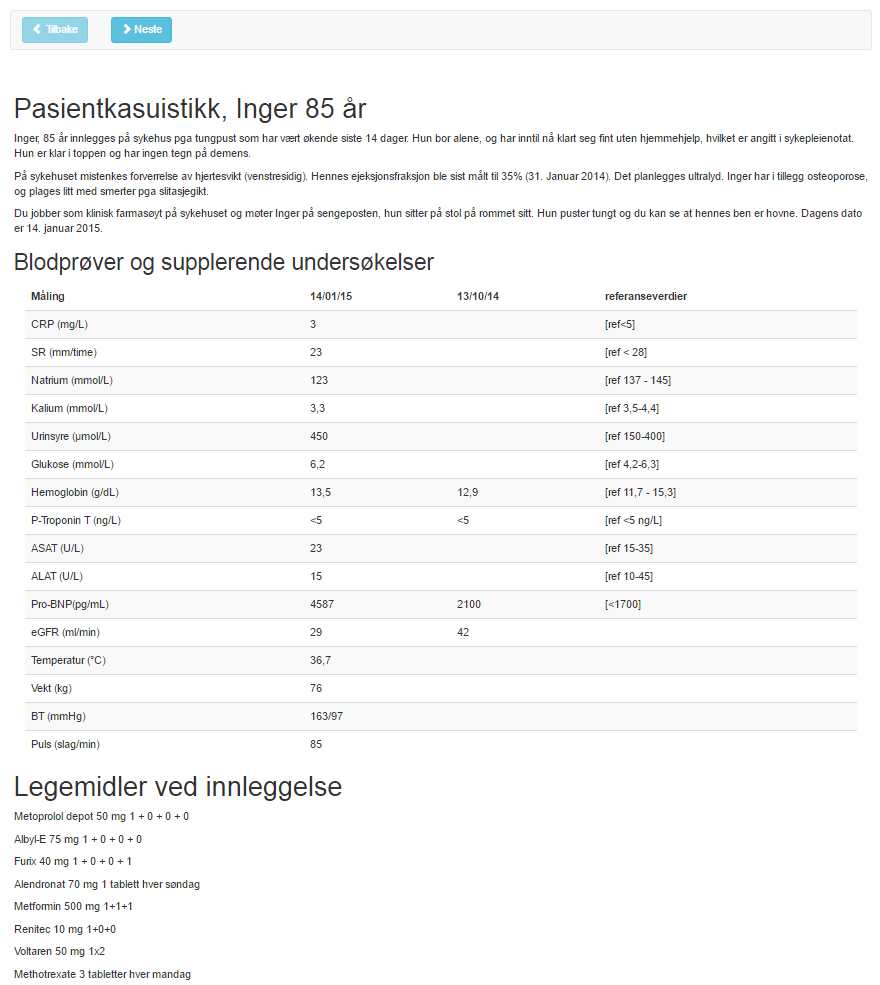 Tilbake Neste
Pasientkasuistikk, Inger 85 år
Inger, 85 år innlegges på sykehus pga tungpust som har vært økende siste 14 dager. Hun bor alene, og har inntil nå klart seg fint uten hjemmehjelp, hvilket er angitt i sykepleienotat.
Hun er klar i toppen og har ingen tegn på demens.
På sykehuset mistenkes forverrelse av hjertesvikt (venstresidig). Hennes ejeksjonsfraksjon ble sist målt til 35% (31. Januar 2014). Det planlegges ultralyd. Inger har i tillegg osteoporose,
og plages litt med smerter pga slitasjegikt.
Du jobber som klinisk farmasøyt på sykehuset og møter Inger på sengeposten, hun sitter på stol på rommet sitt. Hun puster tungt og du kan se at hennes ben er hovne. Dagens dato
er 14. januar 2015.
Blodprøver og supplerende undersøkelser
Måling 14/01/15 13/10/14 referanseverdier
CRP (mg/L) 3 [ref<5]
SR (mm/time) 23 [ref < 28]
Natrium (mmol/L) 123 [ref 137 - 145]
Kalium (mmol/L) 3,3 [ref 3,5-4,4]
Urinsyre (µmol/L) 450 [ref 150-400]
Glukose (mmol/L) 6,2 [ref 4,2-6,3]
Hemoglobin (g/dL) 13,5 12,9 [ref 11,7 - 15,3]
P-Troponin T (ng/L) <5 <5 [ref <5 ng/L]
ASAT (U/L) 23 [ref 15-35]
ALAT (U/L) 15 [ref 10-45]
Pro-BNP(pg/mL) 4587 2100 [<1700]
eGFR (ml/min) 29 42
Temperatur (°C) 36,7
Vekt (kg) 76
BT (mmHg) 163/97
Puls (slag/min) 85
Legemidler ved innleggelse
Metoprolol depot 50 mg 1 + 0 + 0 + 0
Albyl-E 75 mg 1 + 0 + 0 + 0
Furix 40 mg 1 + 0 + 0 + 1
Alendronat 70 mg 1 tablett hver søndag
Metformin 500 mg 1+1+1
Renitec 10 mg 1+0+0
Voltaren 50 mg 1x2
Methotrexate 3 tabletter hver mandag